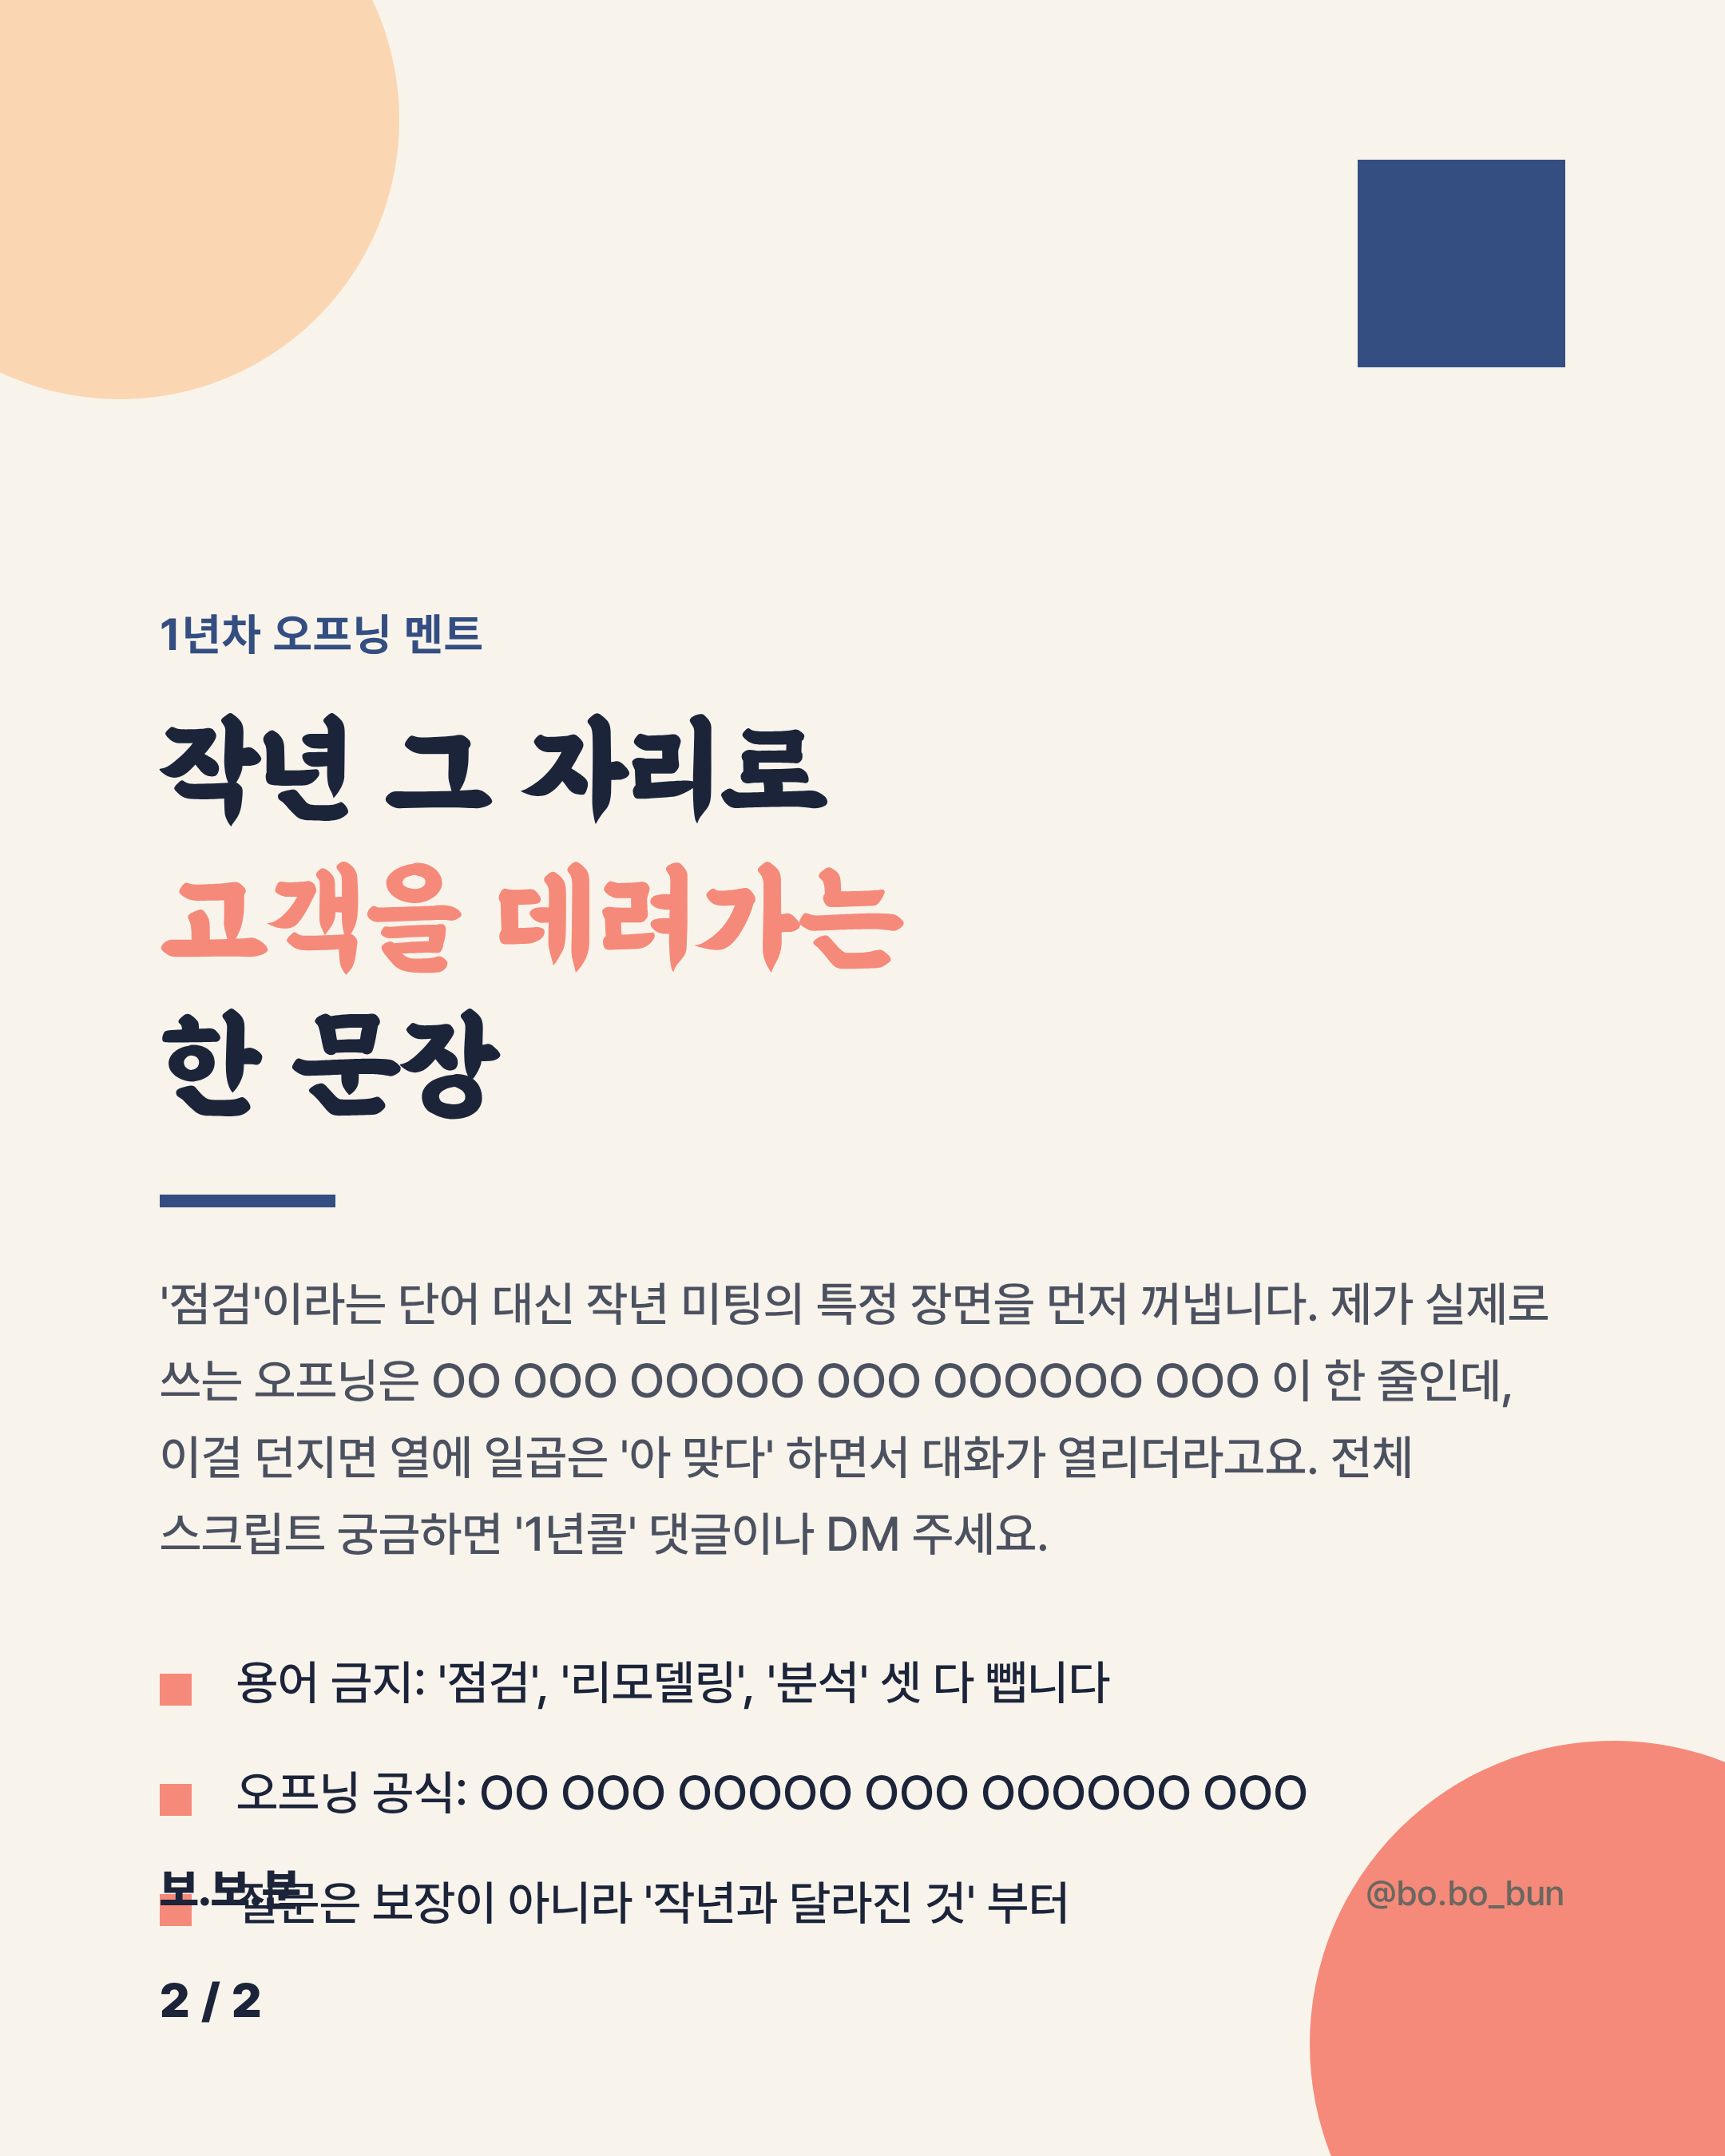 1년차 오프닝 멘트
작년 그 자리로
고객을 데려가는
한 문장
'점검'이라는 단어 대신 작년 미팅의 특정 장면을 먼저 꺼냅니다. 제가 실제로
쓰는 오프닝은 OO OOO OOOOO OOO OOOOOO OOO 이 한 줄인데,
이걸 던지면 열에 일곱은 '아 맞다' 하면서 대화가 열리더라고요. 전체
스크립트 궁금하면 '1년콜' 댓글이나 DM 주세요.
용어 금지: '점검', '리모델링', '분석' 셋 다 뺍니다
오프닝 공식: OO OOO OOOOO OOO OOOOOO OOO
보.보.분
질문은 보장이 아니라 '작년과 달라진 것' 부터
@bo.bo_bun
2 / 2